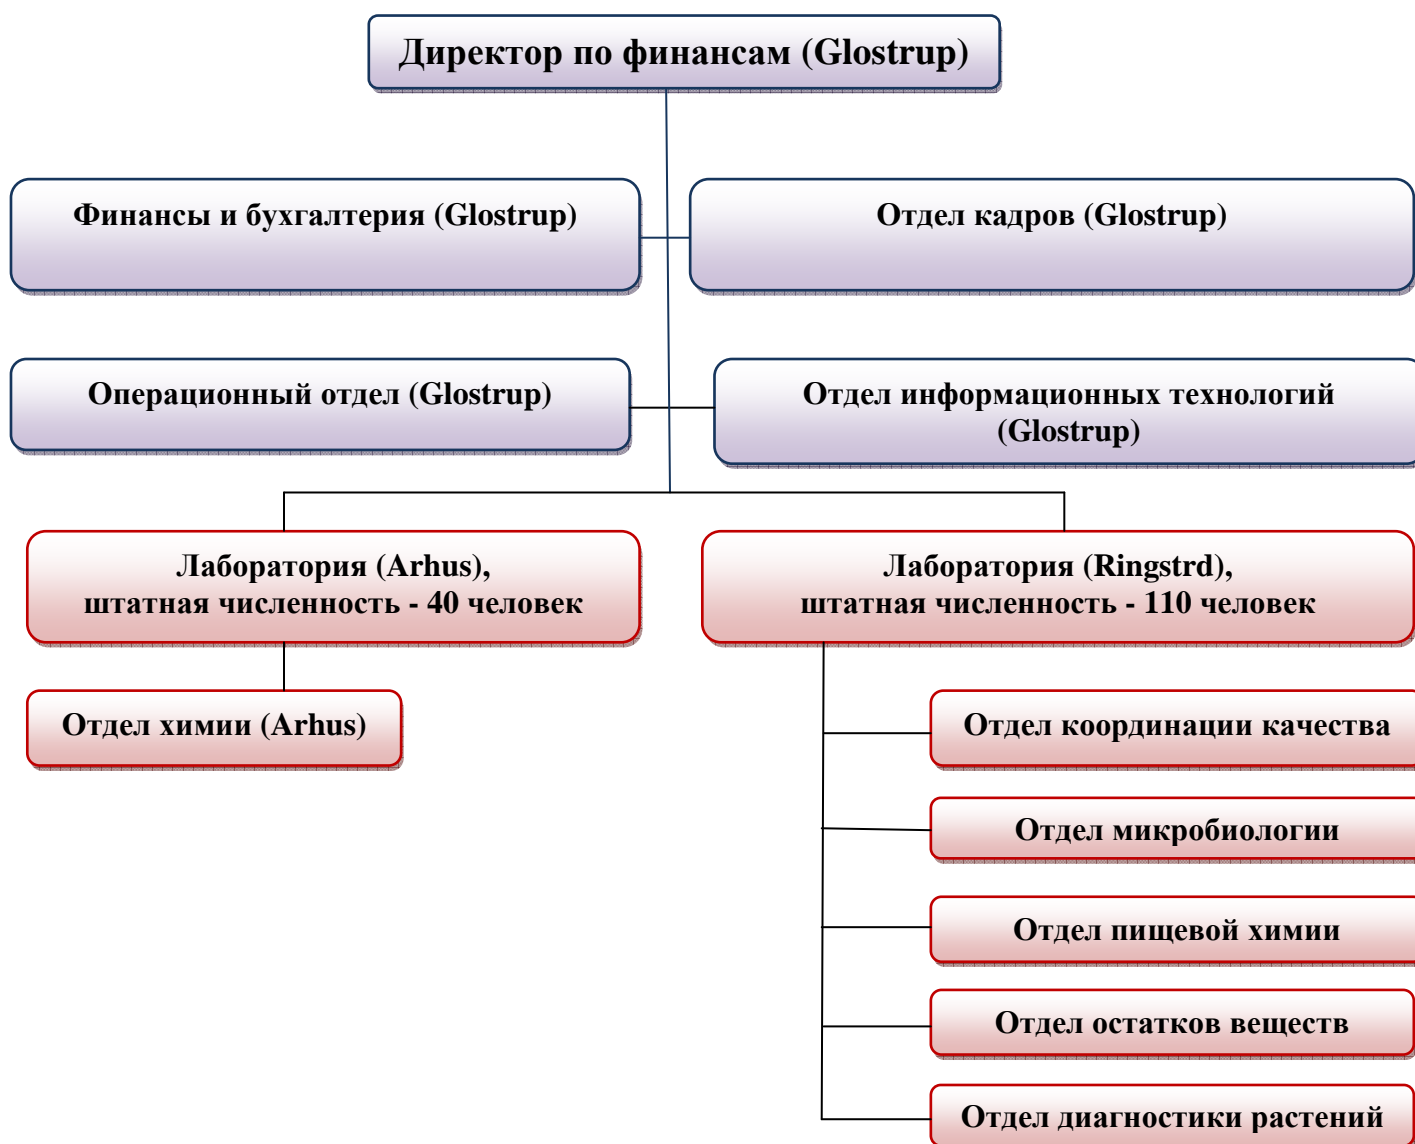 Директор по финансам (Glostrup)
Финансы и бухгалтерия (Glostrup)
Отдел кадров (Glostrup)
Операционный отдел (Glostrup)
Отдел информационных технологий
(Glostrup)
Лаборатория (Arhus),
штатная численность - 40 человек
Лаборатория (Ringstrd),
штатная численность - 110 человек
Отдел химии (Arhus)
Отдел координации качества
Отдел микробиологии
Отдел пищевой химии
Отдел остатков веществ
Отдел диагностики растений